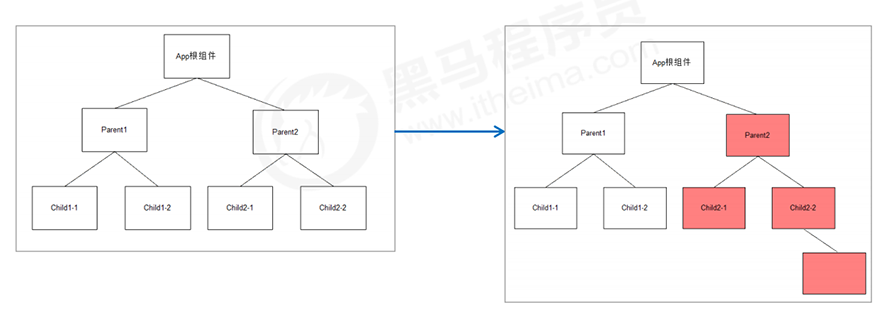 黑马程序员
www.itheima.com
App根组件
Parent1
Parent2
Child1-1
Child1-2
Child2-1
Child2-2
App根组件
Parent1
Parent2
Child1-1
Child1-2
Child2-1
Child2-2